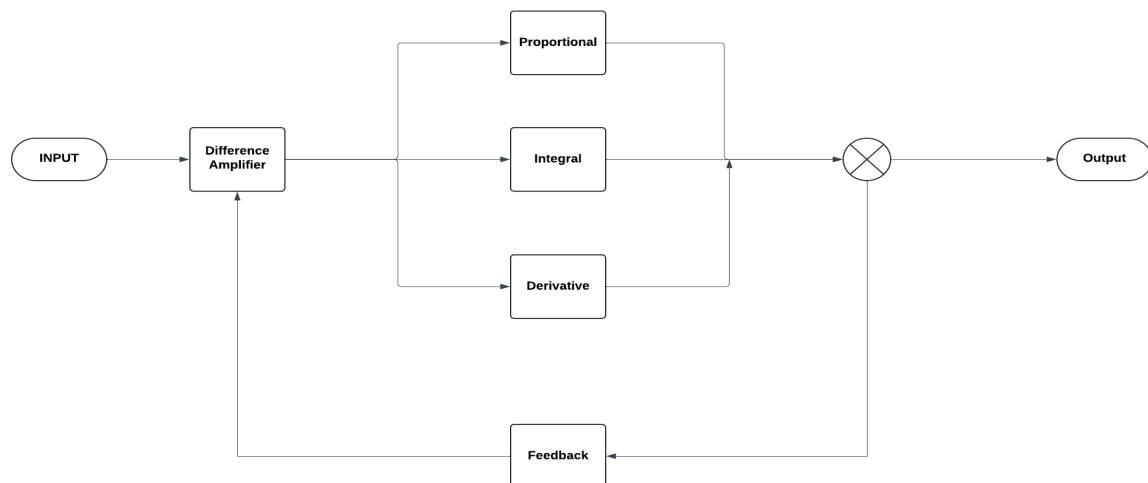 Proportional
INPUT
Difference
Amplifier
Integral
Output
Derivative
Feedback